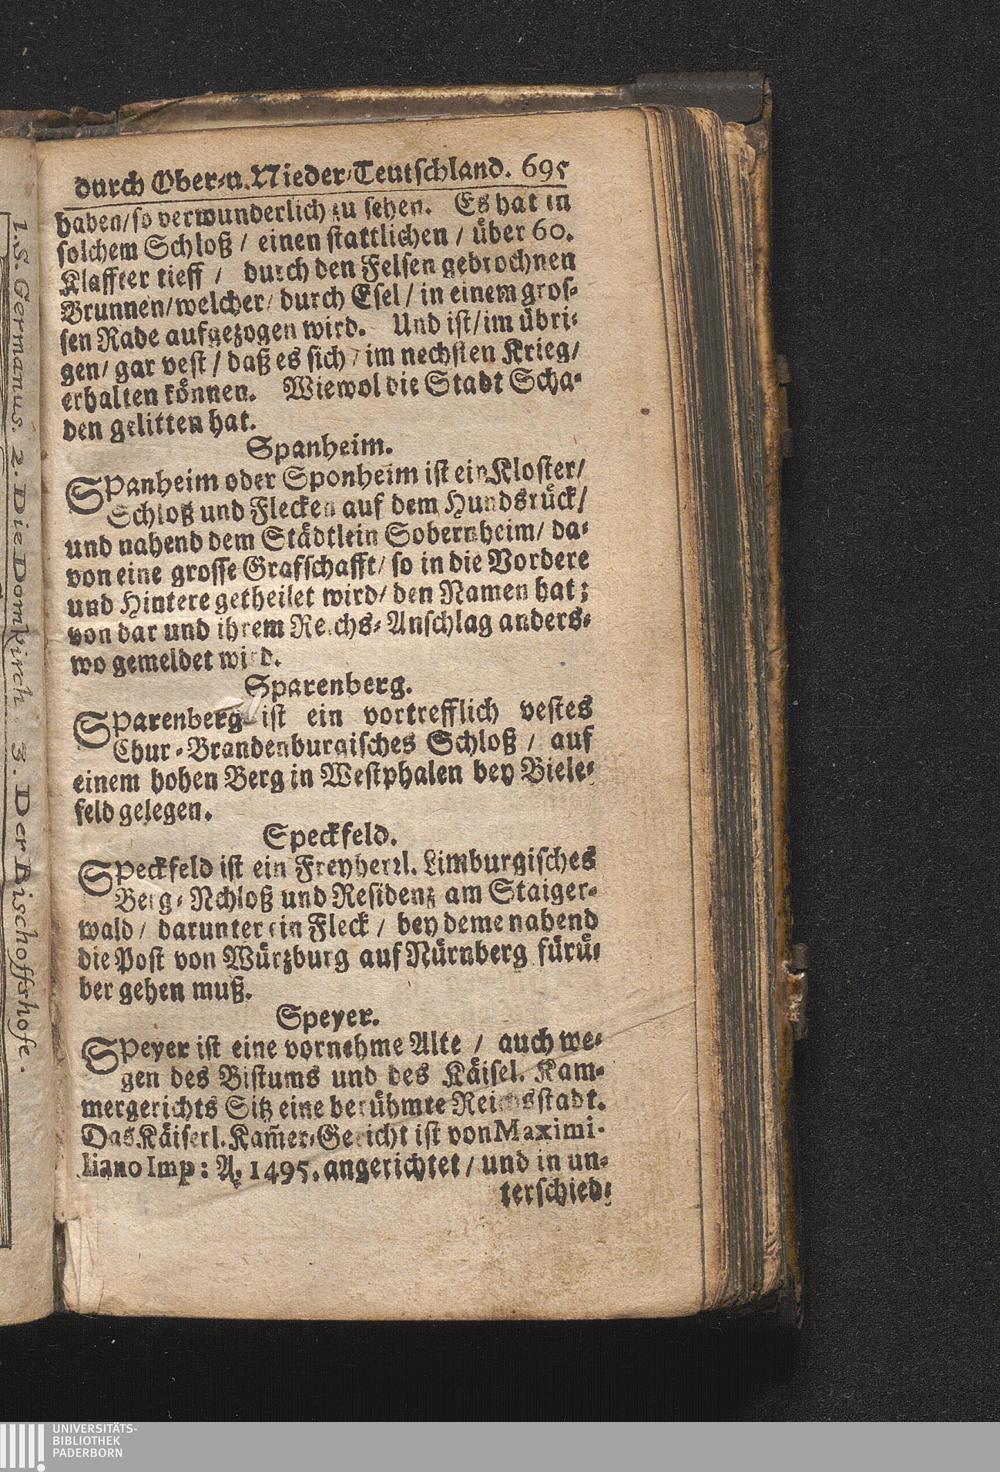 durch Ober-u. Nieder-Teutschland. 695
haben/so verwunderlich zu sehen. Es hat in
solchem Schloß / einen stattlichen / über 60.
Klaffter tieff / durch den Felsen gebrochnen
Brunnen/welcher/ durch Esel / in einem gros-
sen Rade aufgezogen wird. Und ist/im übri-
gen/ gar vest / daß es sich / im nechsten Krieg/
erhalten können. Wiewol die Stadt Scha-
den gelitten hat.
Spanheim.
SPanheim oder Sponheim ist ein Kloster/
Schloß und Flecken auf dem Hundsrück/
und nahend dem Städtlein Sobernheim/ da-
von eine grosse Grafschafft/ so in die Vordere
und Hintere getheilet wird/ den Namen hat;
von dar und ihrem Reichs-Anschlag anders-
wo gemeldet wird.
Sparenberg.
SParenberg ist ein vortrefflich vestes
Chur-Brandenburgisches Schloß / auf
einem hohen Berg in Westphalen bey Biele-
feld gelegen.
Speckfeld.
SPeckfeld ist ein Freyherrl. Limburgisches
Berg-Nchloß und Residenz am Staiger-
wald / darunter ein Fleck / bey deme nahend
die Post von Würzburg auf Nürnberg fürü-
ber gehen muß.
Speyer.
SPeyer ist eine vornehme Alte / auch we-
gen des Bistums und des Käisel. Kam-
mergerichts Sitz eine berühmte Reichsstadt.
Das Käiserl. Kam̄er-Gericht ist von Maximi-
liano Imp: A. 1495. angerichtet / und in un-
terschied-
1. S. Germanus. 2. Die Domkirch. 3. Der Bischoffshofe.
UNIVERSITÄTS-
BIBLIOTHEK
PADERBORN